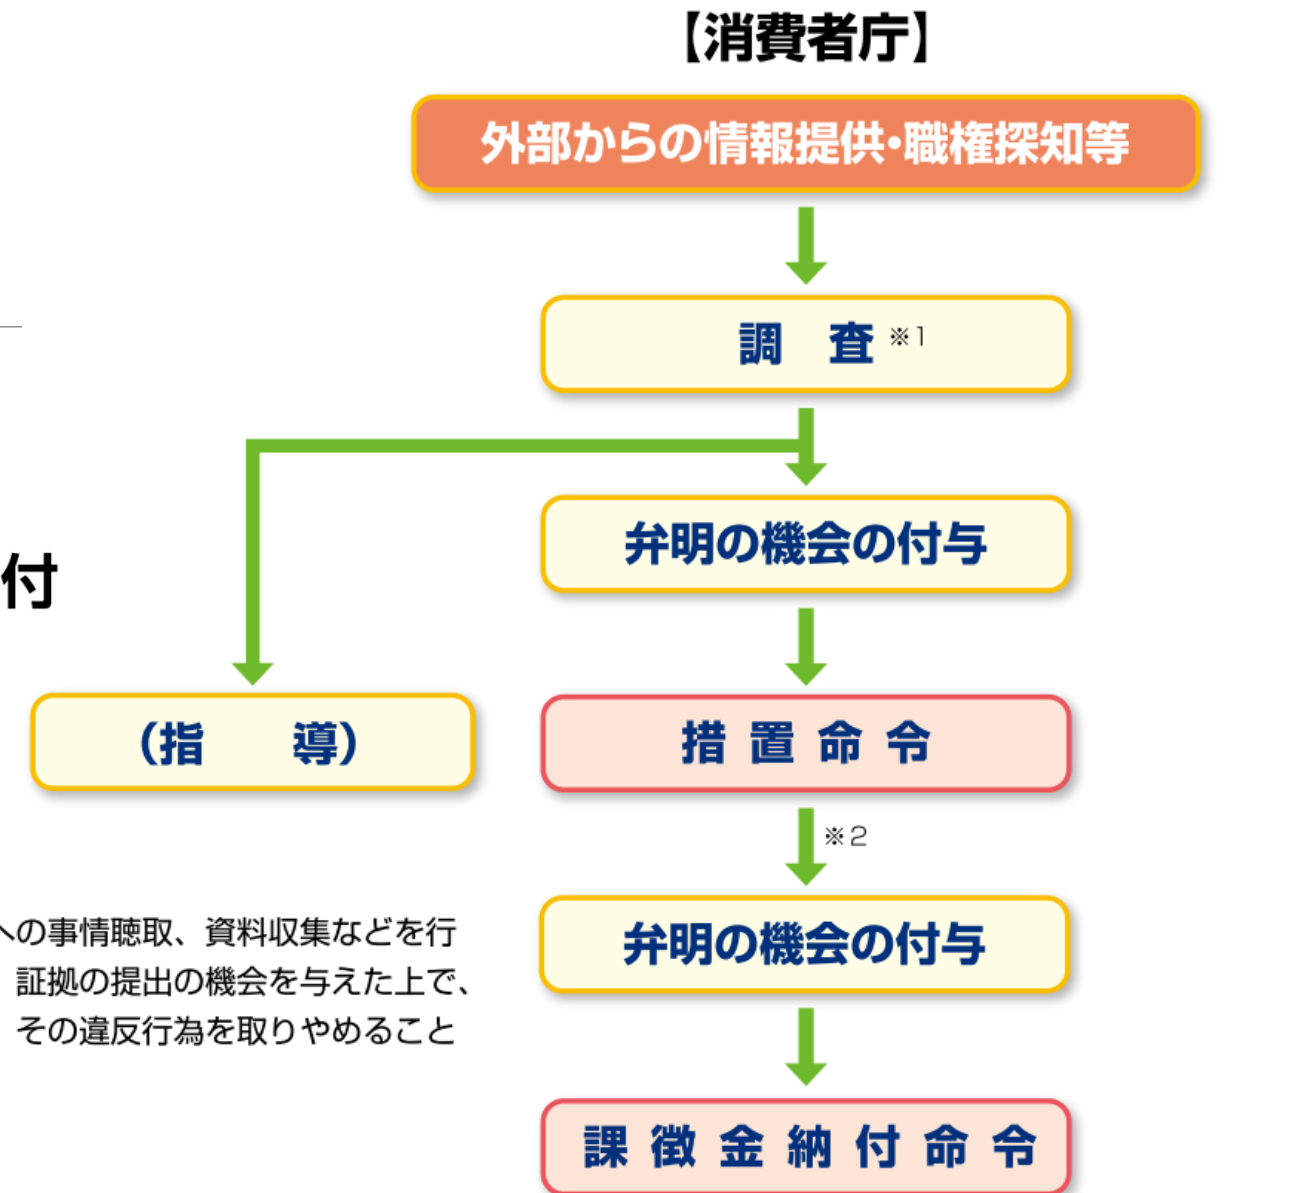 【消費者庁】
外部からの情報提供・職権探知等
調　査 ※1
弁明の機会の付与
付
（指　　導）
措置命令
※2
への事情聴取、資料収集などを行
証拠の提出の機会を与えた上で、
その違反行為を取りやめること
弁明の機会の付与
課徴金納付命令